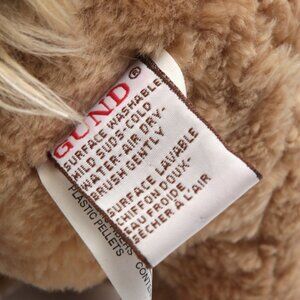 GUND®
SURFACE WASHABLE
MILD SUDS-COLD
WATER-AIR DRY-
BRUSH GENTLY
SURFACE LAVABLE
CHIFFON DOUX-
EAU FROIDE,
SÉCHER À L'AIR
PLASTIC PELLETS
CONTE